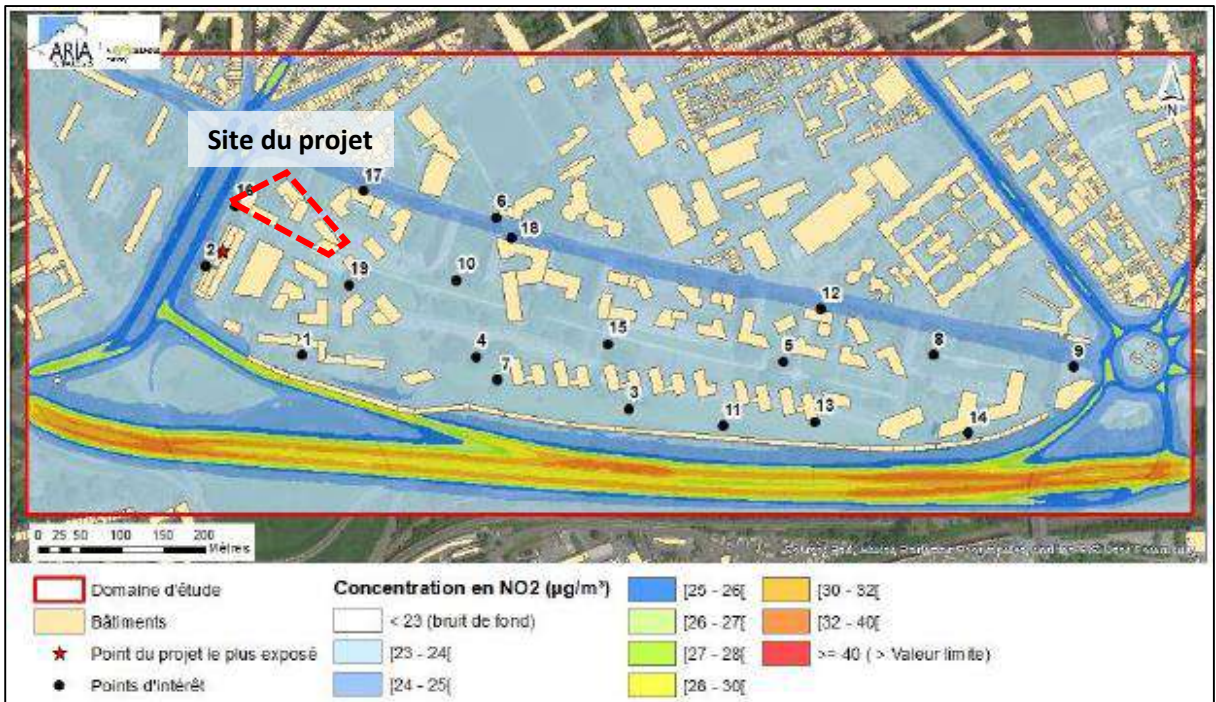 ARIA
Site du projet
N
16
17
6
18
2
19
10
12
1
4
15
5
8
9
7
3
11
13
14
0 25 50 100 150 200
Mètres
Domaine d'étude
Bâtiments
Point du projet le plus exposé
Points d'intérêt
Concentration en NO2 (µg/m³)
< 23 (bruit de fond)
[23 - 24[
[24 - 25[
[25 - 26[
[26 - 27[
[27 - 28[
[28 - 30[
[30 - 32[
[32 - 40[
>= 40 ( > Valeur limite)